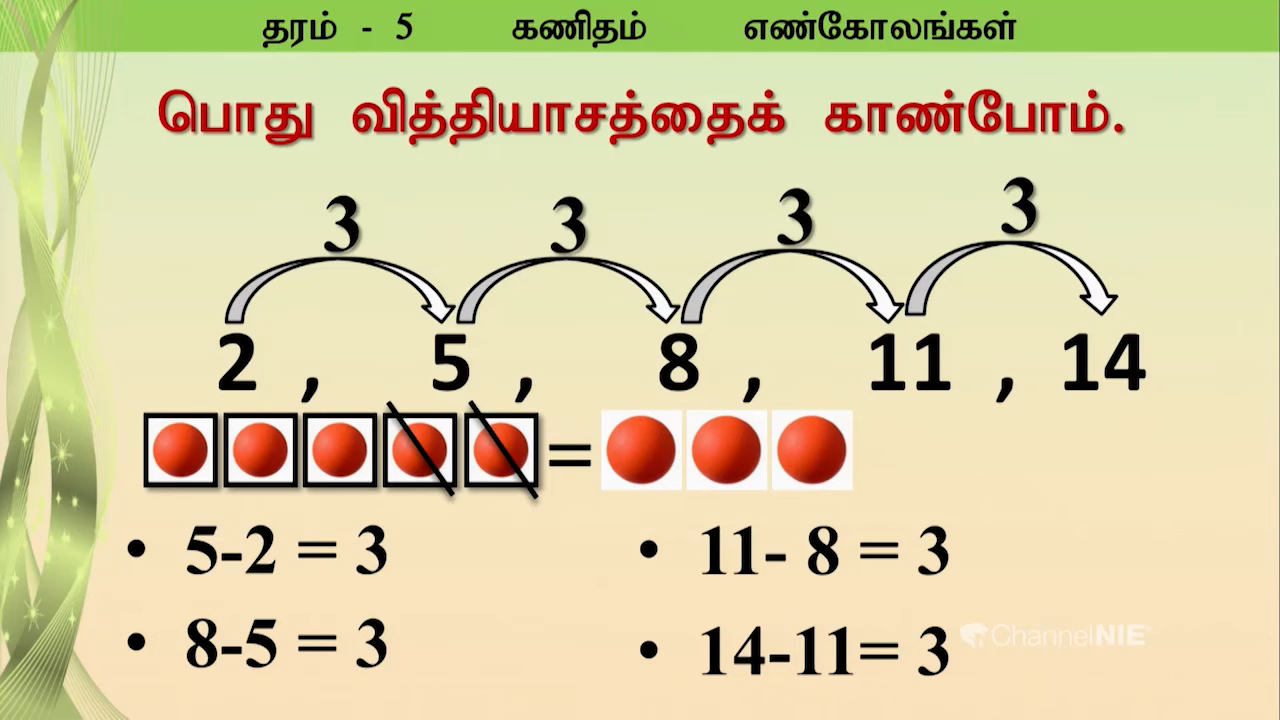 தரம் - 5 கணிதம் எண்கோலங்கள்
பொது வித்தியாசத்தைக் காண்போம்.
3 3 3 3
2 , 5 , 8 , 11 , 14
=
• 5-2 = 3
• 8-5 = 3
• 11- 8 = 3
• 14-11= 3
ChannelNIE